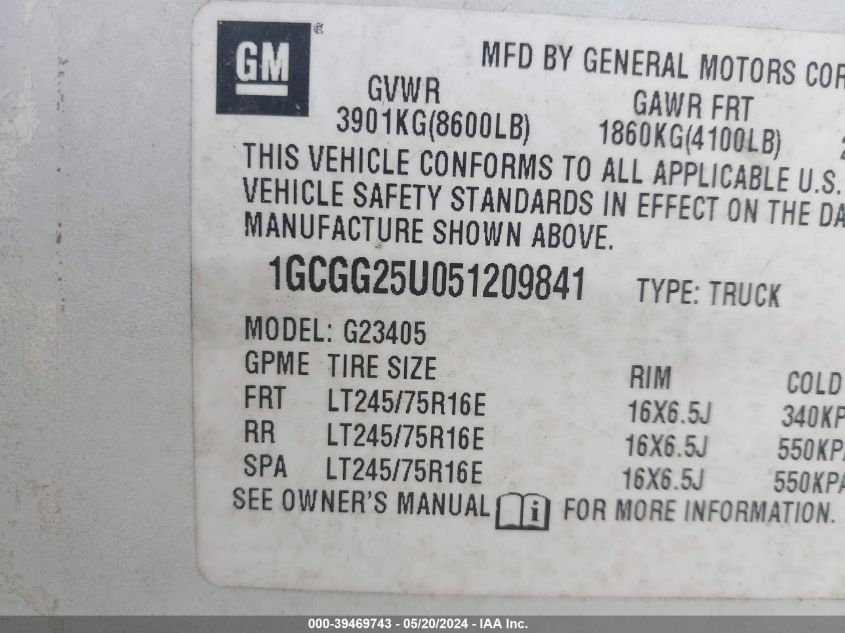 GM
MFD BY GENERAL MOTORS COR
GVWR GAWR FRT
3901KG(8600LB) 1860KG(4100LB)
THIS VEHICLE CONFORMS TO ALL APPLICABLE U.S.
VEHICLE SAFETY STANDARDS IN EFFECT ON THE DA
MANUFACTURE SHOWN ABOVE.
1GCGG25U051209841 TYPE: TRUCK
MODEL: G23405
GPME TIRE SIZE RIM COLD
FRT LT245/75R16E 16X6.5J 340KP
RR LT245/75R16E 16X6.5J 550KPA
SPA LT245/75R16E 16X6.5J 550KPA
SEE OWNER'S MANUAL i FOR MORE INFORMATION.
000-39469743 - 05/20/2024 - IAA Inc.